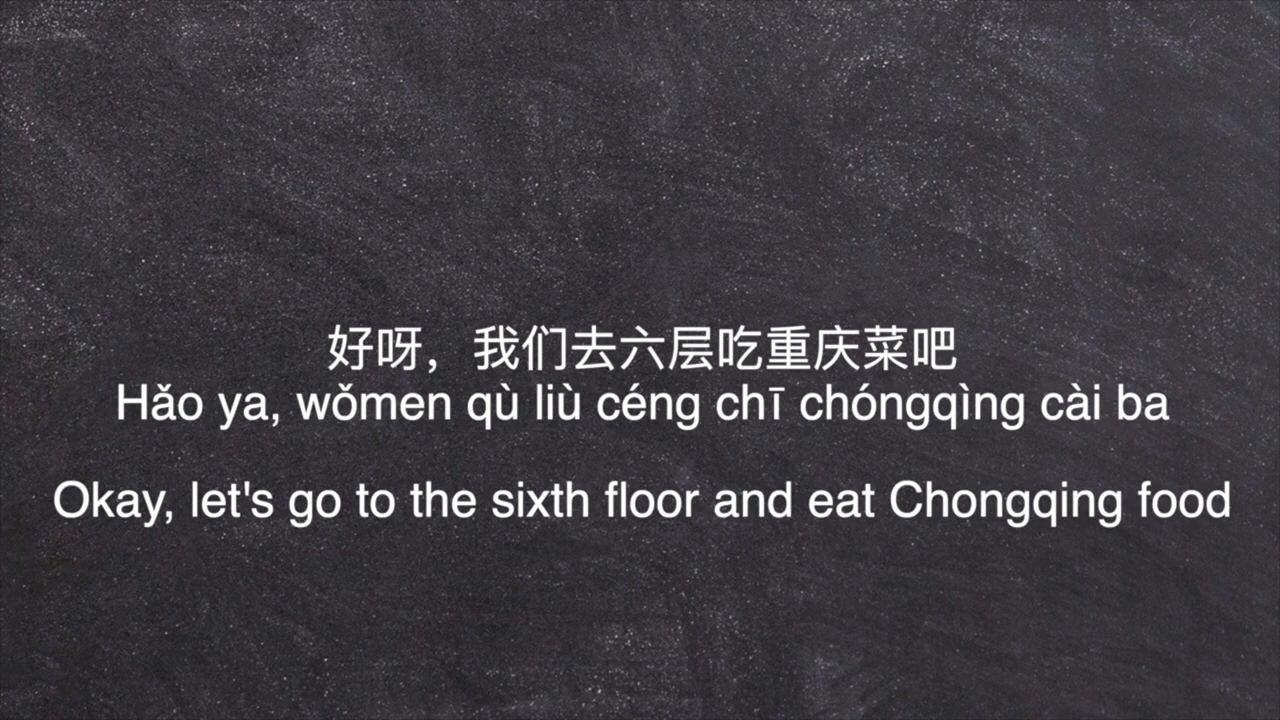 好呀，我们去六层吃重庆菜吧
Hǎo ya, wǒmen qù liù céng chī chóngqìng cài ba
Okay, let's go to the sixth floor and eat Chongqing food